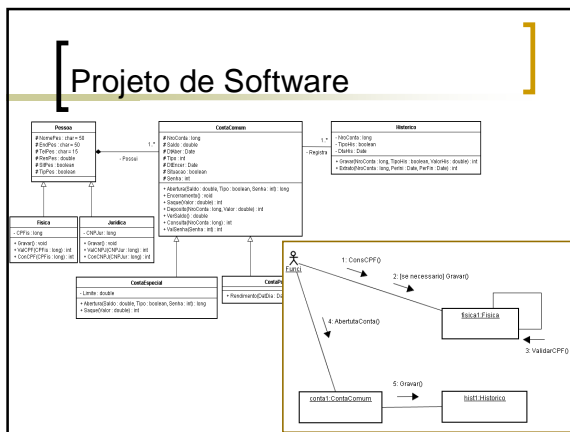 Projeto de Software
Pessoa
# NomePes : char = 50
# EndPes : char = 50
# TelPes : char = 15
# RenPes : double
# SitPes : boolean
# TipPes : boolean
1..*
- Possai
ContaComum
# NroConta : long
# Saldo : double
# DtAber : Date
# Tipo : int
# DtEncer : Date
# Situacao : boolean
# Senha : int
+ Abertura(Saldo : double, Tipo : boolean, Senha : int) : long
+ Encerramento() : void
+ Saque(Valor : double) : int
+ Deposito(NroConta : long, Valor : double) : int
+ VerSaldo() : double
+ Consulta(NroConta : long) : int
+ ValSenha(Senha : int) : int
1..*
- Registra
Historico
- NroConta : long
- TipoHis : boolean
- DtaHis : Date
+ Gravar(NroConta : long, TipoHis : boolean, ValorHis : double) : int
+ Extrato(NroConta : long, PerIni : Date, PerFin : Date) : int
Fisica
- CPFis : long
+ Gravar() : void
+ ValCPF(CPFis : long) : int
+ ConCPF(CPFis : long) : int
Juridica
- CNPJur : long
+ Gravar() : void
+ ValCNPJ(CNPJur : long) : int
+ ConCNPJ(CNPJur : long) : int
ContaEspecial
- Limite : double
+ Abertura(Saldo : double, Tipo : boolean, Senha : int) : long
+ Saque(Valor : double) : int
ContaP
+ Rendimento(DatDia : Da
Funci
1: ConsCPF()
2: [se necessario] Gravar()
fisica1:Fisica
3: ValidarCPF()
4: AbertutaConta()
5: Gravar()
conta1:ContaComum
hist1:Historico